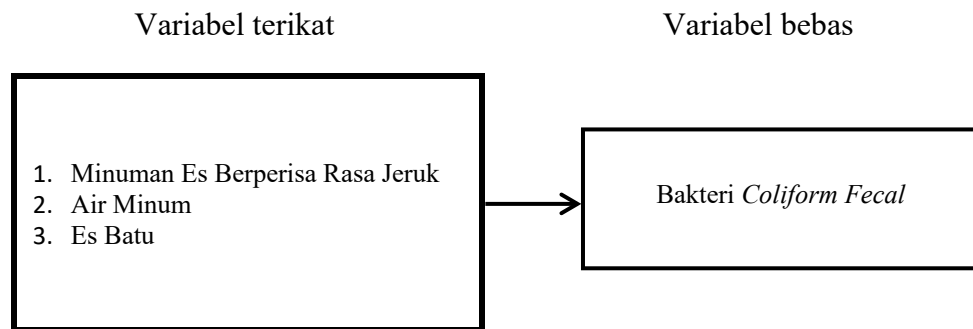 Variabel terikat
Variabel bebas
1. Minuman Es Berperisa Rasa Jeruk
2. Air Minum
3. Es Batu
Bakteri Coliform Fecal